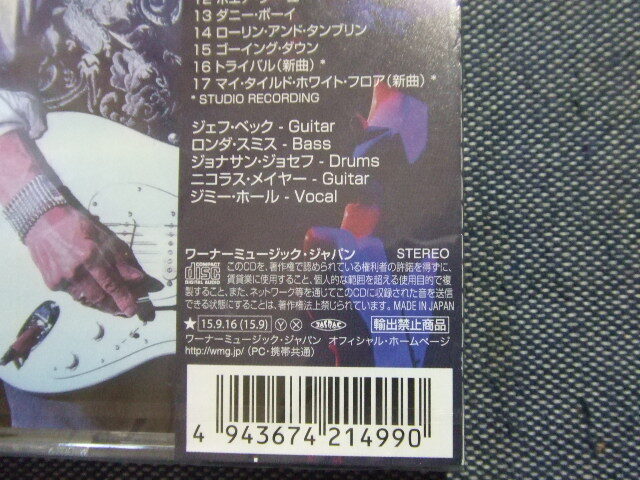 13 ダニー・ボーイ
14 ローリン・アンド・タンブリン
15 ゴーイング・ダウン
16 トライバル(新曲) *
17 マイ・タイルド・ホワイト・フロア(新曲) *
* STUDIO RECORDING
ジェフ・ベック - Guitar
ロンダ・スミス - Bass
ジョナサン・ジョセフ - Drums
ニコラス・メイヤー - Guitar
ジミー・ホール - Vocal
ワーナーミュージック・ジャパン STEREO
COMPACT disc DIGITAL AUDIO
このCDを、著作権で認められている権利者の許諾を得ずに、
賃貸業に使用すること、個人的な範囲を超える使用目的で複
製すること、また、ネットワーク等を通じてこのCDに収録された音を送信
できる状態にすることは、著作権法上禁じられています。MADE IN JAPAN
★ 15.9.16 (15.9) Ⓨ Ⓧ JASRAC 輸出禁止商品
ワーナーミュージック・ジャパン オフィシャル・ホームページ
http://wmg.jp/ (PC・携帯共通)
4 943674 214990